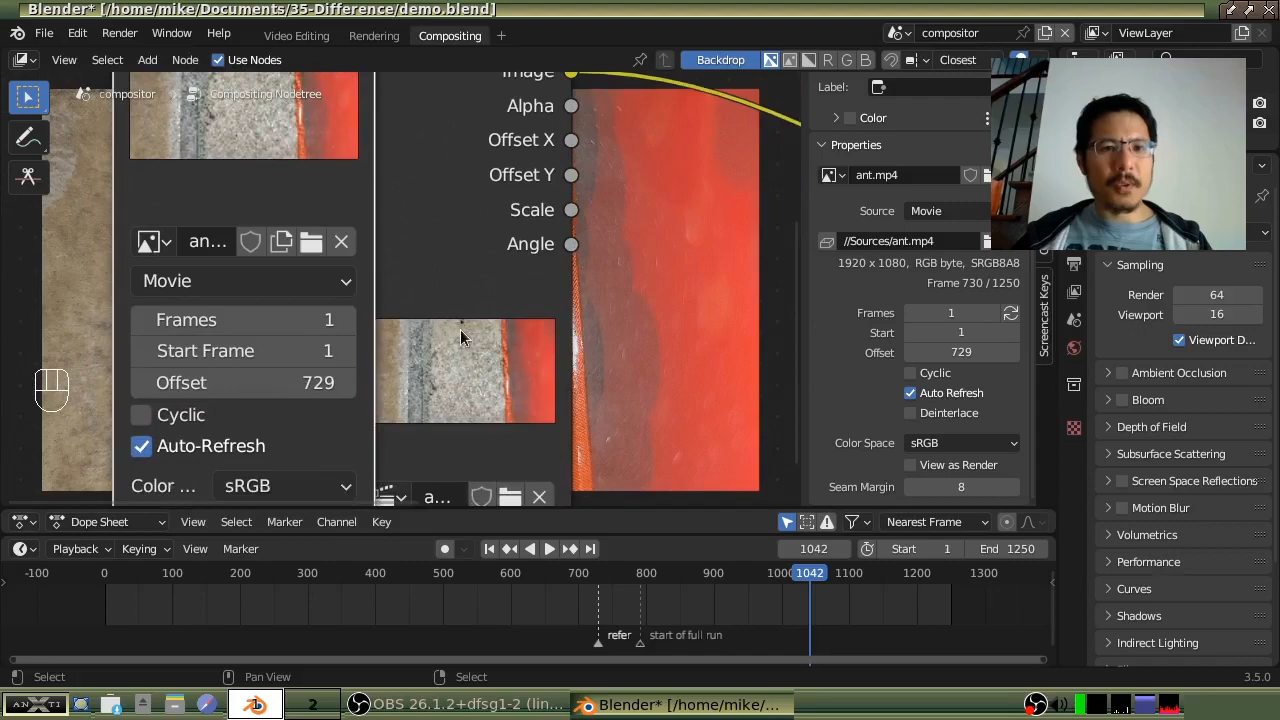 Blender* [/home/mike/Documents/35-Difference/demo.blend]
File Edit Render Window Help Video Editing Rendering Compositing + compositor ViewLayer
View Select Add Node Use Nodes Backdrop R G B Closest
compositor > Compositing Nodetree
Image
Alpha
Offset X
Offset Y
Scale
Angle
an...
Movie
Frames 1
Start Frame 1
Offset 729
Cyclic
Auto-Refresh
Color ... sRGB
a...
Label:
Color
Properties
ant.mp4
Source Movie
//Sources/ant.mp4
1920 x 1080, RGB byte, SRGB8A8
Frame 730 / 1250
Frames 1
Start 1
Offset 729
Cyclic
Auto Refresh
Deinterlace
Color Space sRGB
View as Render
Seam Margin 8
Screencast Keys
Sampling
Render 64
Viewport 16
Viewport D...
Ambient Occlusion
Bloom
Depth of Field
Subsurface Scattering
Screen Space Reflections
Motion Blur
Volumetrics
Performance
Curves
Shadows
Indirect Lighting
Dope Sheet View Select Marker Channel Key Nearest Frame
Playback Keying View Marker 1042 Start 1 End 1250
-100 0 100 200 300 400 500 600 700 800 900 1000 1042 1100 1200 1300
refer start of full run
Select Pan View Select 3.5.0
ANTI 1 2 OBS 26.1.2+dfsg1-2 (lin... Blender* [/home/mike/...